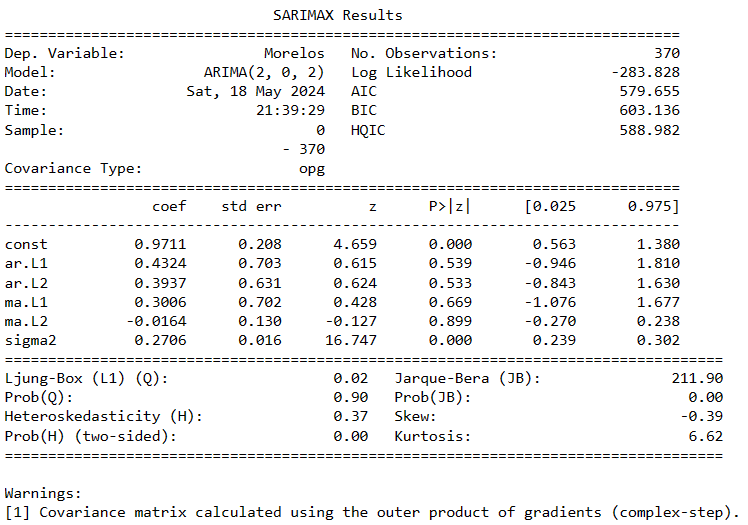 SARIMAX Results
==============================================================================
Dep. Variable:                Morelos   No. Observations:                  370
Model:                 ARIMA(2, 0, 2)   Log Likelihood                -283.828
Date:                Sat, 18 May 2024   AIC                            579.655
Time:                        21:39:29   BIC                            603.136
Sample:                             0   HQIC                           588.982
                                - 370
Covariance Type:                  opg
==============================================================================
                 coef    std err          z      P>|z|      [0.025      0.975]
------------------------------------------------------------------------------
const          0.9711      0.208      4.659      0.000       0.563       1.380
ar.L1          0.4324      0.703      0.615      0.539      -0.946       1.810
ar.L2          0.3937      0.631      0.624      0.533      -0.843       1.630
ma.L1          0.3006      0.702      0.428      0.669      -1.076       1.677
ma.L2         -0.0164      0.130     -0.127      0.899      -0.270       0.238
sigma2         0.2706      0.016     16.747      0.000       0.239       0.302
===================================================================================
Ljung-Box (L1) (Q):                   0.02   Jarque-Bera (JB):               211.90
Prob(Q):                              0.90   Prob(JB):                         0.00
Heteroskedasticity (H):               0.37   Skew:                            -0.39
Prob(H) (two-sided):                  0.00   Kurtosis:                         6.62
===================================================================================

Warnings:
[1] Covariance matrix calculated using the outer product of gradients (complex-step).